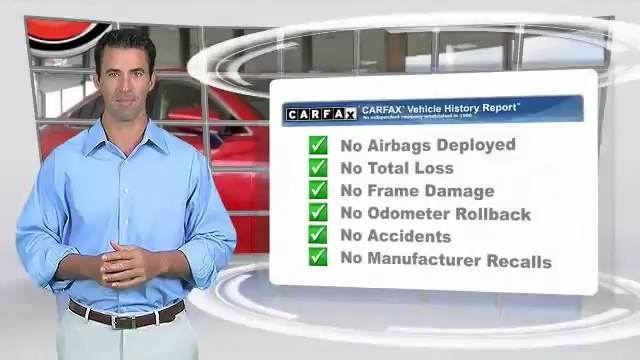 CARFAX CARFAX Vehicle History Report™
An independent company established in 1986
No Airbags Deployed
No Total Loss
No Frame Damage
No Odometer Rollback
No Accidents
No Manufacturer Recalls